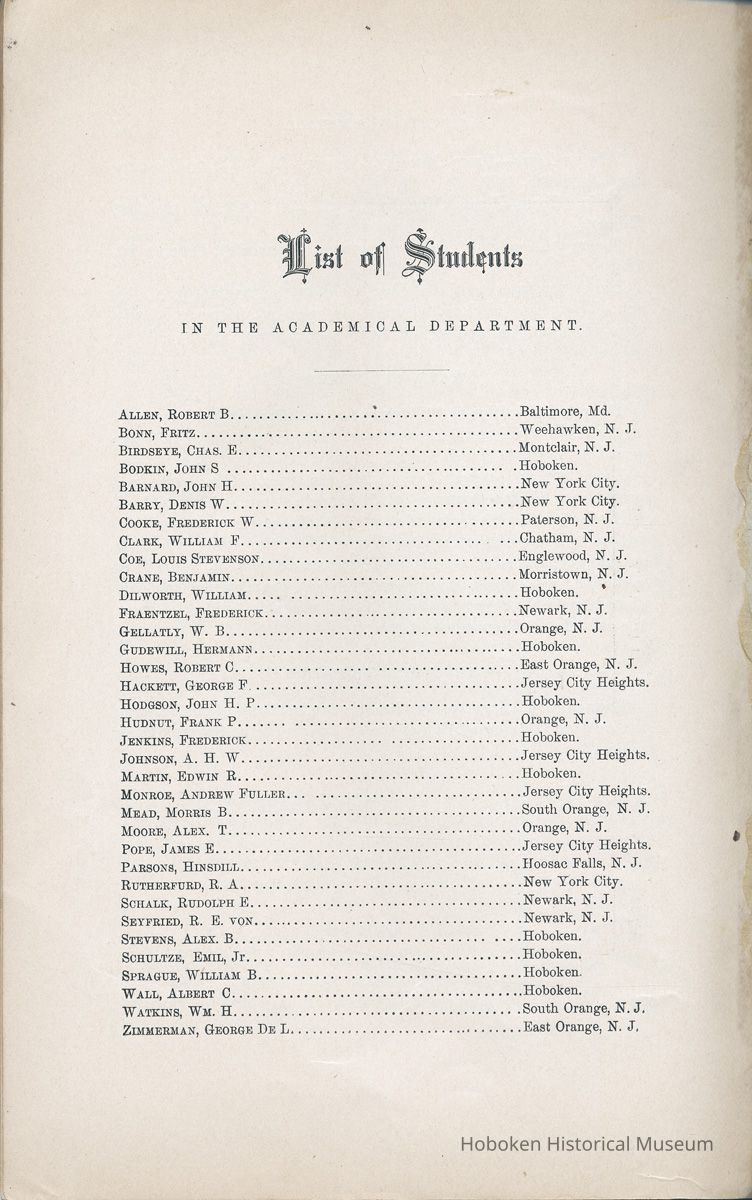 List of Students
IN THE ACADEMICAL DEPARTMENT.
ALLEN, ROBERT B........................................Baltimore, Md.
BONN, FRITZ........................................Weehawken, N. J.
BIRDSEYE, CHAS. E........................................Montclair, N. J.
BODKIN, JOHN S ........................................Hoboken.
BARNARD, JOHN H........................................New York City.
BARRY, DENIS W........................................New York City.
COOKE, FREDERICK W........................................Paterson, N. J.
CLARK, WILLIAM F........................................Chatham, N. J.
COE, LOUIS STEVENSON........................................Englewood, N. J.
CRANE, BENJAMIN........................................Morristown, N. J.
DILWORTH, WILLIAM........................................Hoboken.
FRAENTZEL, FREDERICK........................................Newark, N. J.
GELLATLY, W. B........................................Orange, N. J.
GUDEWILL, HERMANN........................................Hoboken.
HOWES, ROBERT C........................................East Orange, N. J.
HACKETT, GEORGE F........................................Jersey City Heights.
HODGSON, JOHN H. P........................................Hoboken.
HUDNUT, FRANK P........................................Orange, N. J.
JENKINS, FREDERICK........................................Hoboken.
JOHNSON, A. H. W........................................Jersey City Heights.
MARTIN, EDWIN R........................................Hoboken.
MONROE, ANDREW FULLER........................................Jersey City Heights.
MEAD, MORRIS B........................................South Orange, N. J.
MOORE, ALEX. T........................................Orange, N. J.
POPE, JAMES E........................................Jersey City Heights.
PARSONS, HINSDILL........................................Hoosac Falls, N. J.
RUTHERFURD, R. A........................................New York City.
SCHALK, RUDOLPH E........................................Newark, N. J.
SEYFRIED, R. E. VON........................................Newark, N. J.
STEVENS, ALEX. B........................................Hoboken.
SCHULTZE, EMIL, Jr........................................Hoboken.
SPRAGUE, WILLIAM B........................................Hoboken.
WALL, ALBERT C........................................Hoboken.
WATKINS, WM. H........................................South Orange, N. J.
ZIMMERMAN, GEORGE DE L........................................East Orange, N. J.
Hoboken Historical Museum